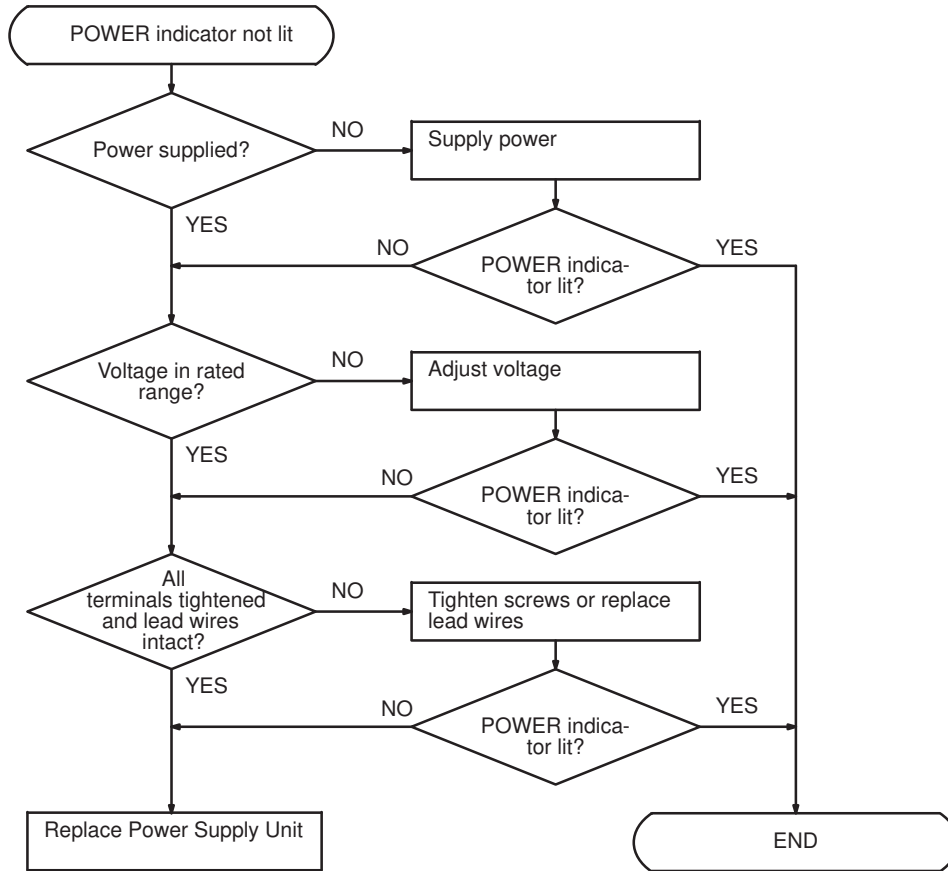 POWER indicator not lit
Power supplied?
NO
Supply power
YES
NO
POWER indica-
tor lit?
YES
Voltage in rated
range?
NO
Adjust voltage
YES
NO
POWER indica-
tor lit?
YES
All
terminals tightened
and lead wires
intact?
NO
Tighten screws or replace
lead wires
YES
NO
POWER indica-
tor lit?
YES
Replace Power Supply Unit
END